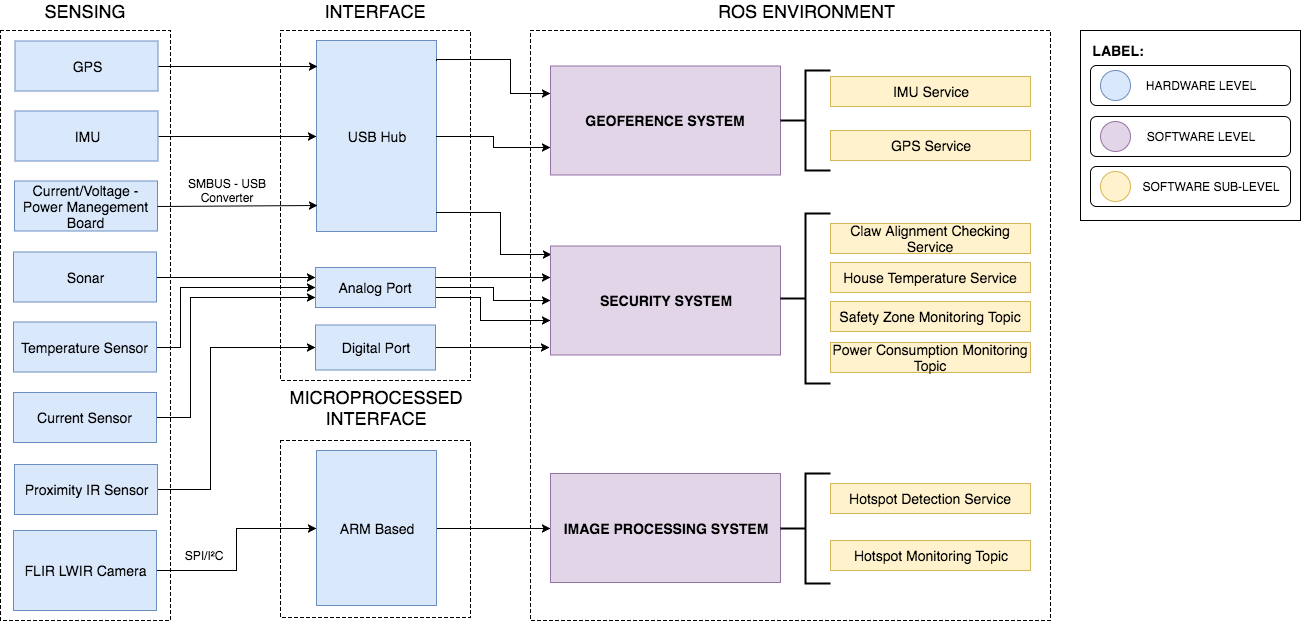 SENSING
INTERFACE
ROS ENVIRONMENT
GPS
IMU
Current/Voltage -
Power Manegement
Board
Sonar
Temperature Sensor
Current Sensor
Proximity IR Sensor
FLIR LWIR Camera
SMBUS - USB
Converter
SPI/I²C
USB Hub
Analog Port
Digital Port
MICROPROCESSED
INTERFACE
ARM Based
GEOFERENCE SYSTEM
IMU Service
GPS Service
SECURITY SYSTEM
Claw Alignment Checking
Service
House Temperature Service
Safety Zone Monitoring Topic
Power Consumption Monitoring
Topic
IMAGE PROCESSING SYSTEM
Hotspot Detection Service
Hotspot Monitoring Topic
LABEL:
HARDWARE LEVEL
SOFTWARE LEVEL
SOFTWARE SUB-LEVEL